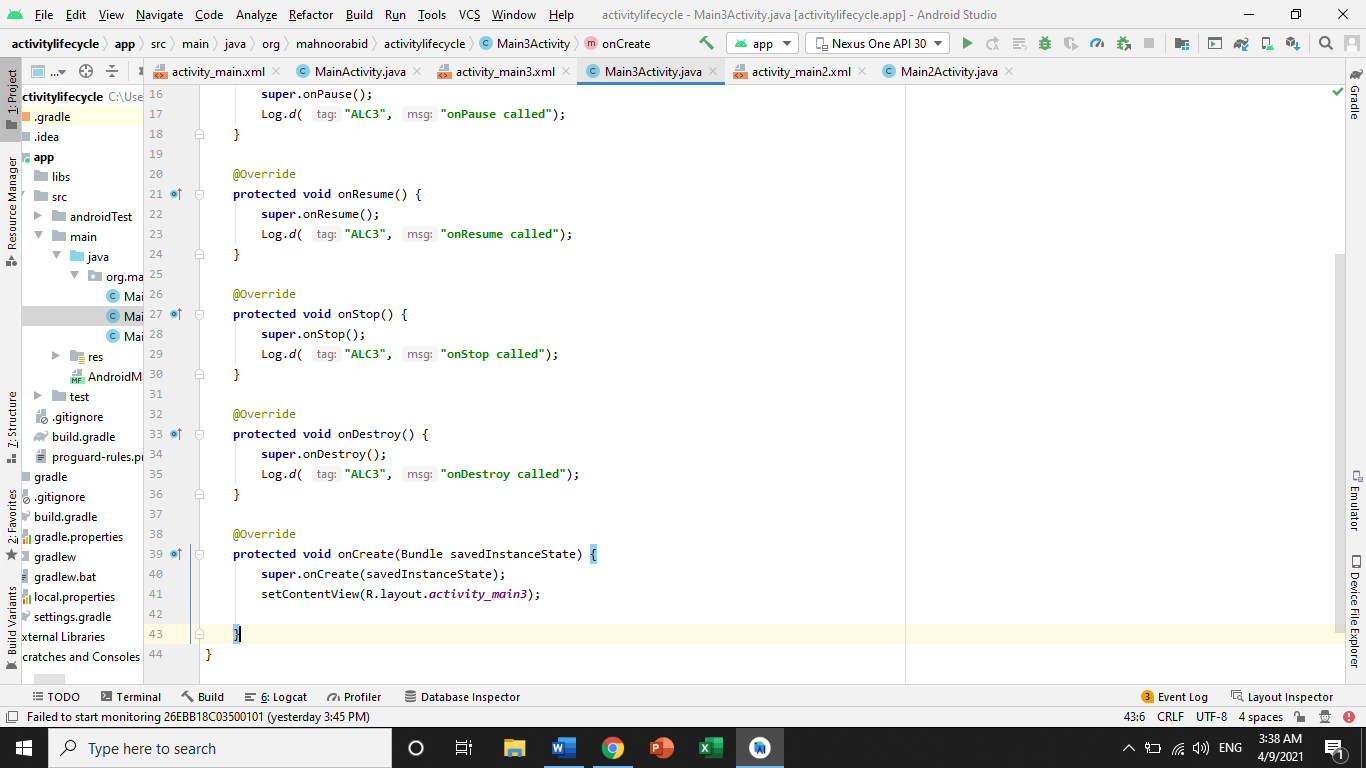 File Edit View Navigate Code Analyze Refactor Build Run Tools VCS Window Help activitylifecycle - Main3Activity.java [activitylifecycle.app] - Android Studio
activitylifecycle app src main java org mahnoorabid activitylifecycle Main3Activity onCreate app Nexus One API 30
... activity_main.xml MainActivity.java activity_main3.xml Main3Activity.java activity_main2.xml Main2Activity.java
1: Project
Resource Manager
7: Structure
2: Favorites
Build Variants
ctivitylifecycle C:\Use
.gradle
.idea
app
libs
src
androidTest
main
java
org.ma
Mai
Mai
Mai
res
AndroidM
test
.gitignore
build.gradle
proguard-rules.pr
gradle
.gitignore
build.gradle
gradle.properties
gradlew
gradlew.bat
local.properties
settings.gradle
xternal Libraries
cratches and Consoles
16 super.onPause();
17 Log.d( tag: "ALC3", msg: "onPause called");
18 }
19
20 @Override
21 protected void onResume() {
22 super.onResume();
23 Log.d( tag: "ALC3", msg: "onResume called");
24 }
25
26 @Override
27 protected void onStop() {
28 super.onStop();
29 Log.d( tag: "ALC3", msg: "onStop called");
30 }
31
32 @Override
33 protected void onDestroy() {
34 super.onDestroy();
35 Log.d( tag: "ALC3", msg: "onDestroy called");
36 }
37
38 @Override
39 protected void onCreate(Bundle savedInstanceState) {
40 super.onCreate(savedInstanceState);
41 setContentView(R.layout.activity_main3);
42
43 }
44 }
Gradle
Emulator
Device File Explorer
TODO Terminal Build 6: Logcat Profiler Database Inspector 3 Event Log Layout Inspector
Failed to start monitoring 26EBB18C03500101 (yesterday 3:45 PM) 43:6 CRLF UTF-8 4 spaces
Type here to search ENG 3:38 AM
4/9/2021 1